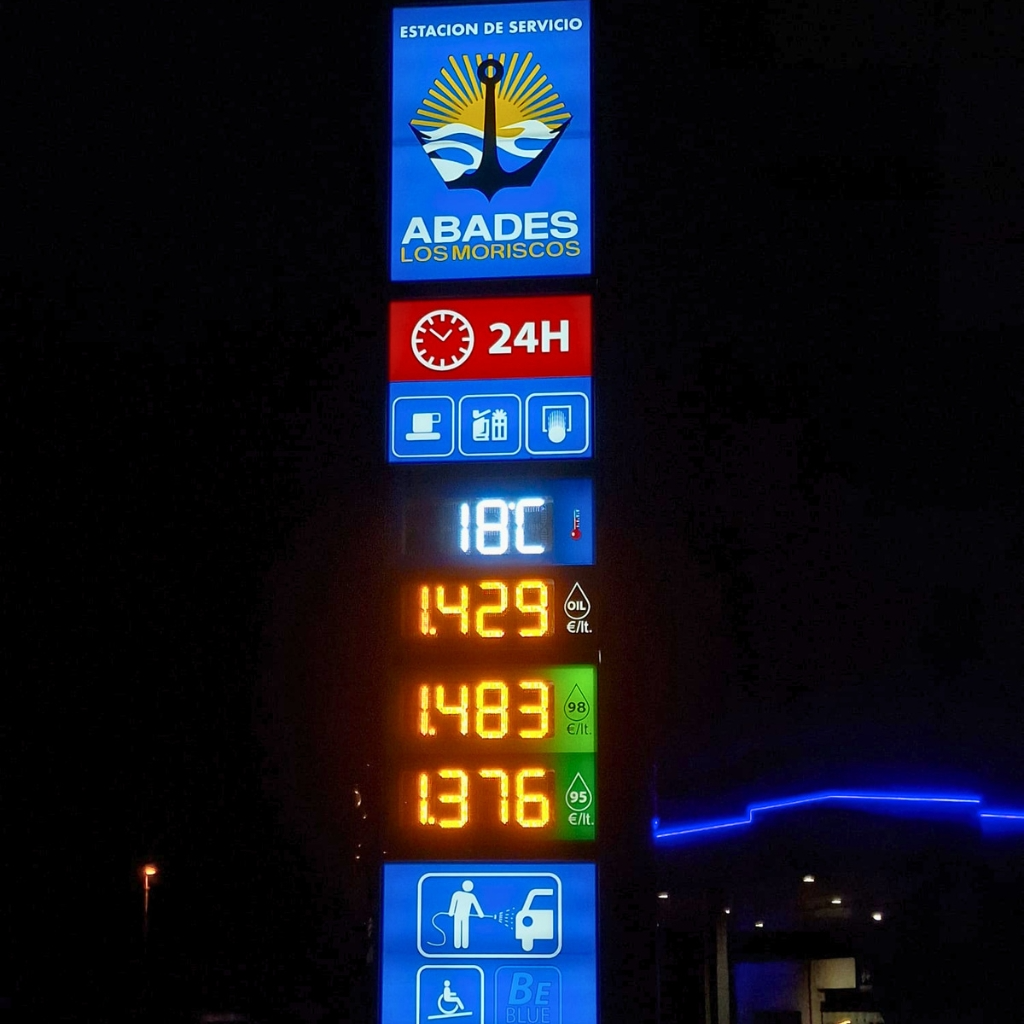 ESTACION DE SERVICIO
ABADES
LOS MORISCOS
24H
18°C
1.429 OIL €/lt.
1.483 98 €/lt.
1.376 95 €/lt.
BE
BLUE